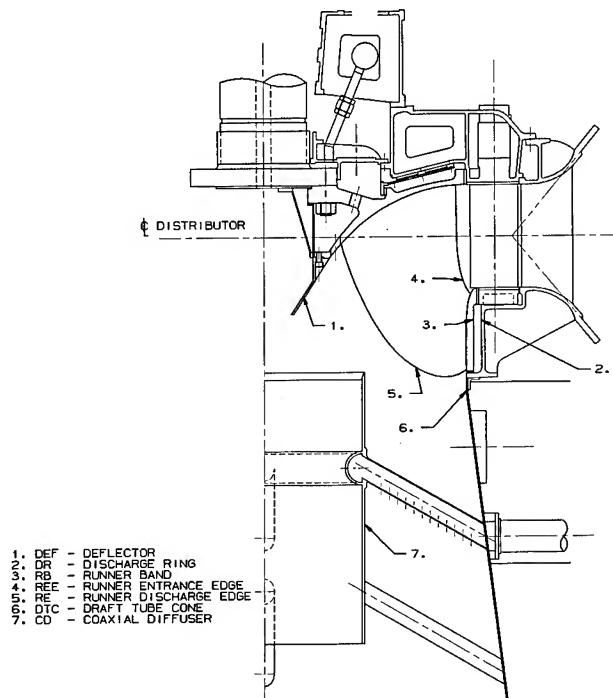 ℄ DISTRIBUTOR
1.
4.
3.
2.
5.
6.
7.
1. DEF - DEFLECTOR
2. DR - DISCHARGE RING
3. RB - RUNNER BAND
4. REE - RUNNER ENTRANCE EDGE
5. RE - RUNNER DISCHARGE EDGE
6. DTC - DRAFT TUBE CONE
7. CD - COAXIAL DIFFUSER